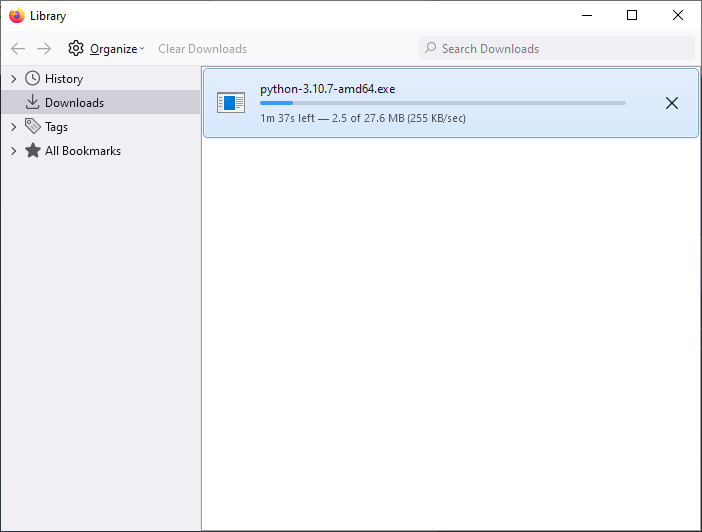 Library
Organize
Clear Downloads
Search Downloads
History
Downloads
Tags
All Bookmarks
python-3.10.7-amd64.exe
1m 37s left — 2.5 of 27.6 MB (255 KB/sec)